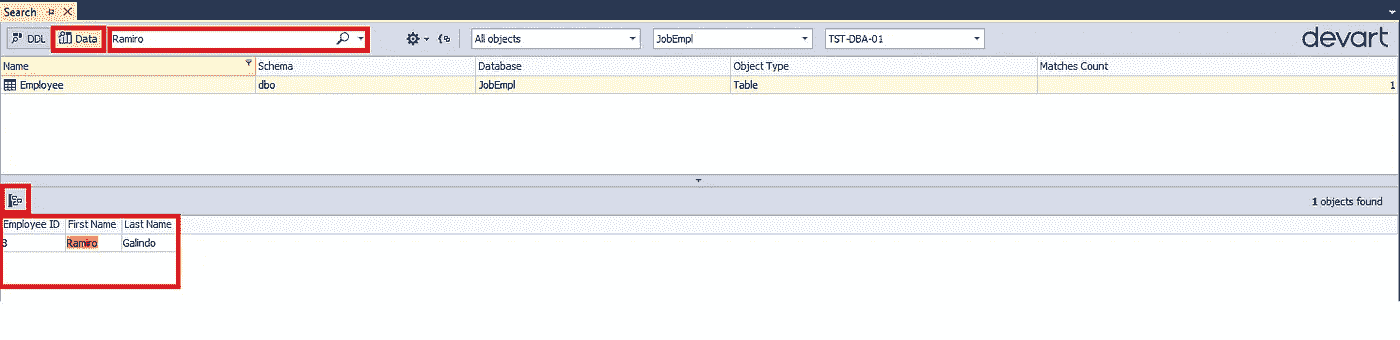 Search
DDL Data Ramiro All objects JobEmpl TST-DBA-01 devart
Name Schema Database Object Type Matches Count
Employee dbo JobEmpl Table 1
1 objects found
Employee ID First Name Last Name
Ramiro Galindo